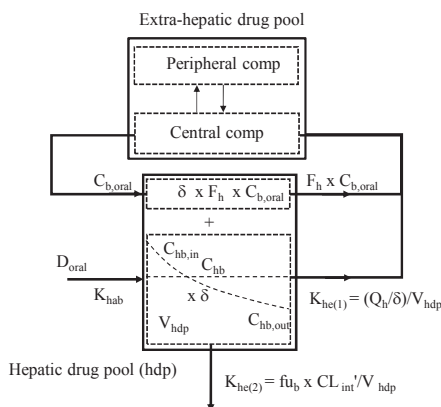 Extra-hepatic drug pool
Peripheral comp
Central comp
C_b,oral
δ x F_h x C_b,oral
F_h x C_b,oral
+
C_hb,in
C_hb
D_oral
K_hab
x δ
K_he(1) = (Q_h/δ)/V_hdp
V_hdp
C_hb,out
Hepatic drug pool (hdp)
K_he(2) = fu_b x CL_int'/V_hdp